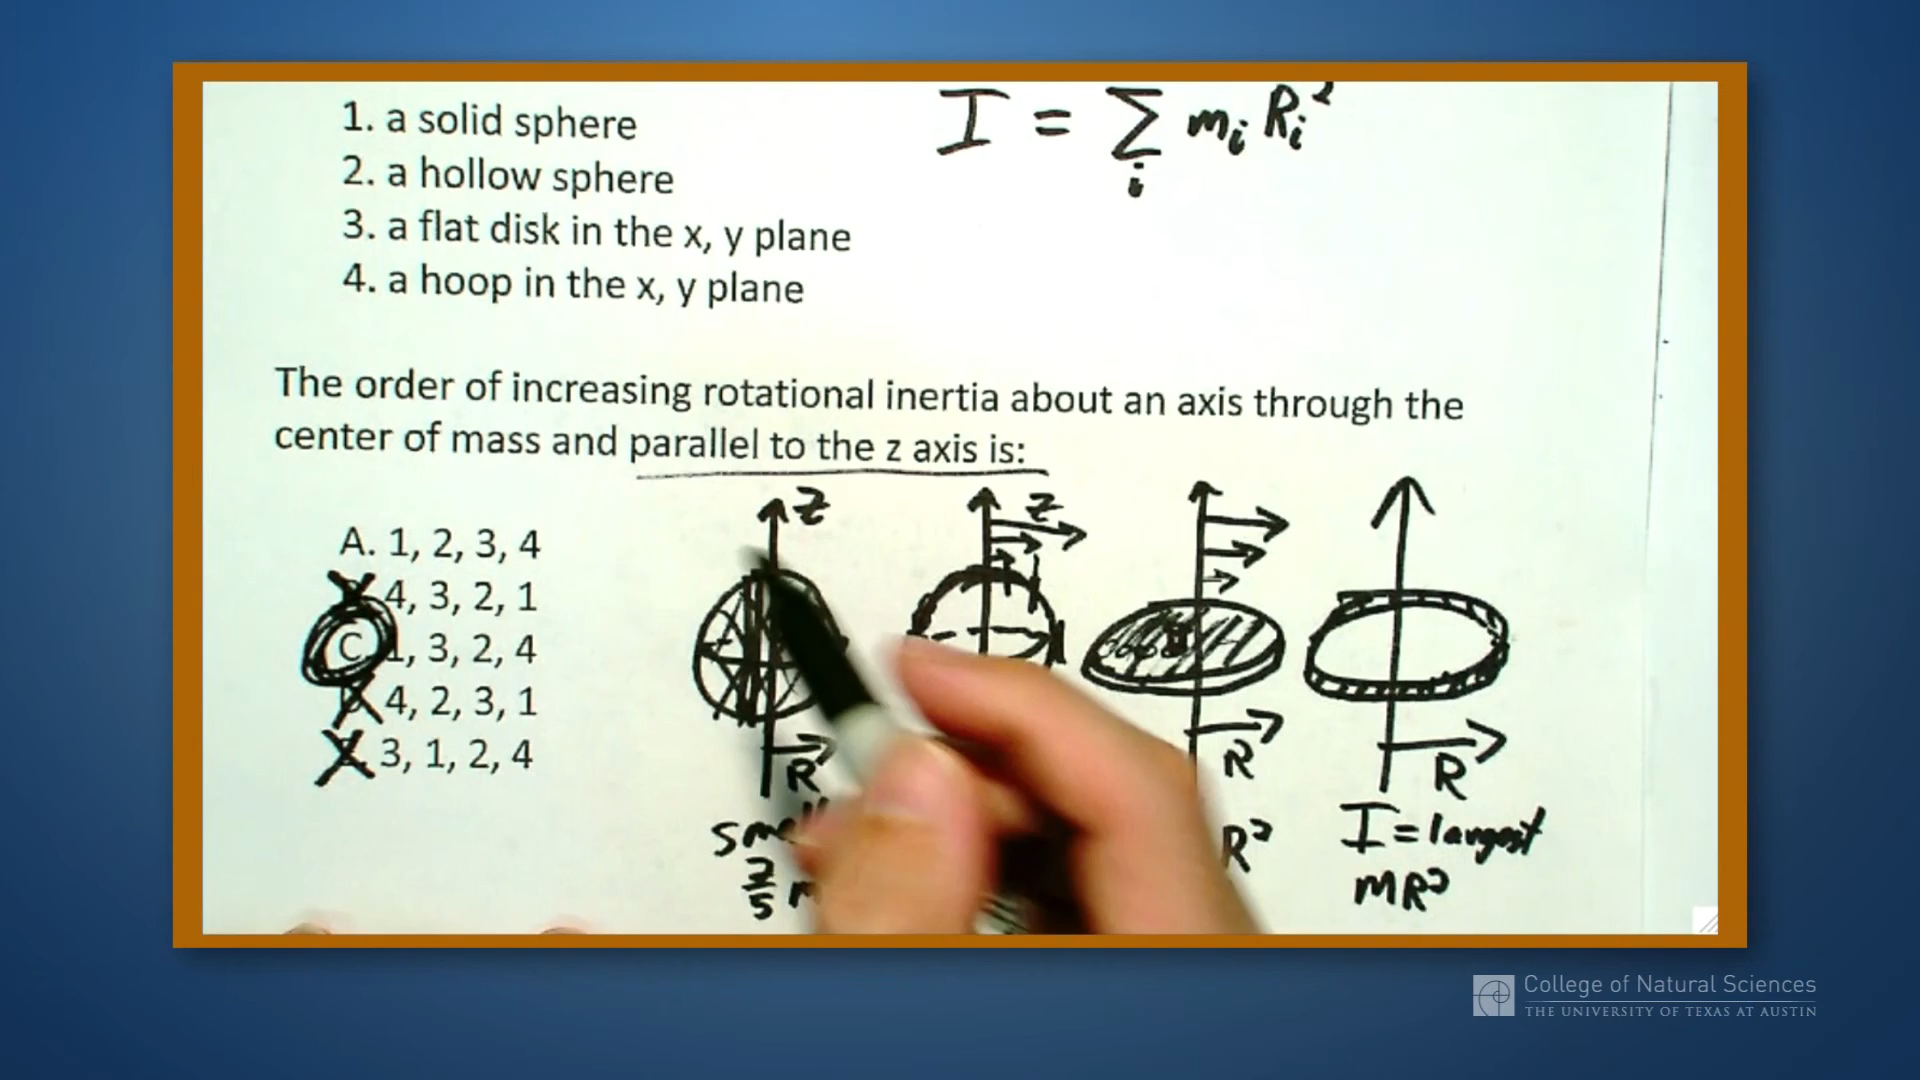 1. a solid sphere
2. a hollow sphere
3. a flat disk in the x, y plane
4. a hoop in the x, y plane
I = Σ mᵢ Rᵢ²
i
The order of increasing rotational inertia about an axis through the
center of mass and parallel to the z axis is:
A. 1, 2, 3, 4
4, 3, 2, 1
C 1, 3, 2, 4
4, 2, 3, 1
3, 1, 2, 4
Z
Z
R
R
R
2/5
R²
I = largest
MR²
College of Natural Sciences
THE UNIVERSITY OF TEXAS AT AUSTIN